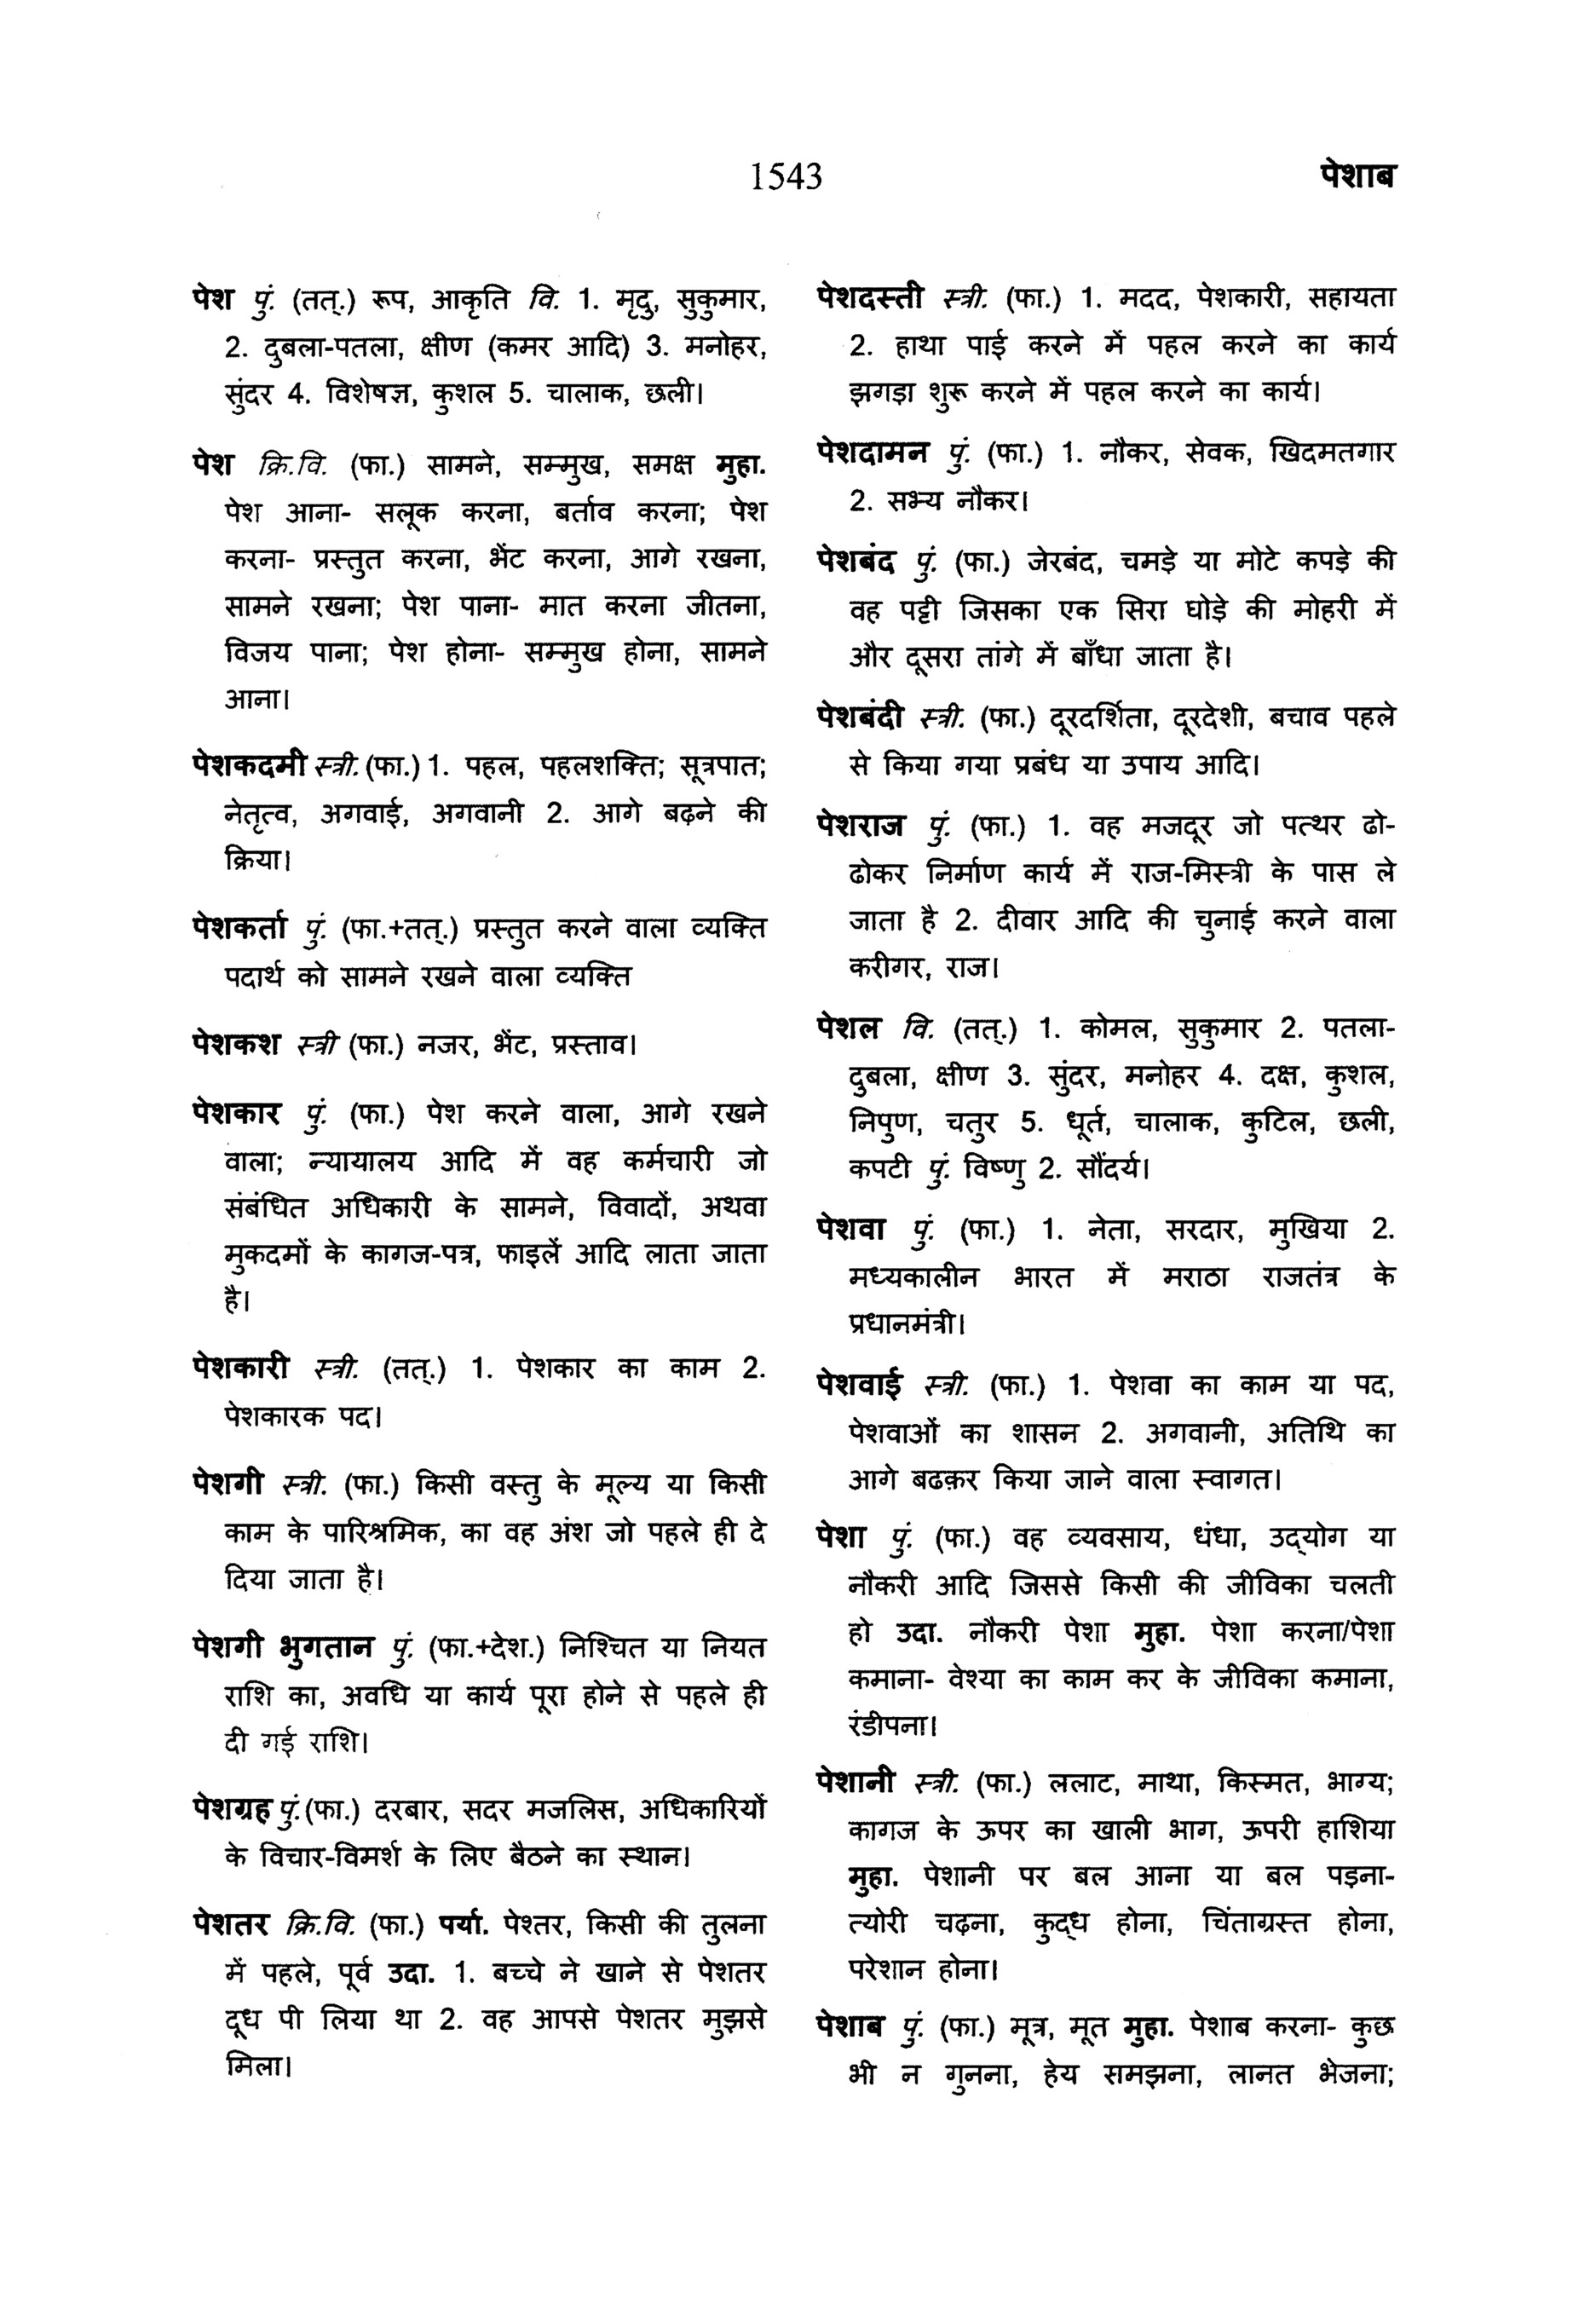 1543 पेशाब
पेश पुं. (तत्.) रूप, आकृति वि. 1. मृदु, सुकुमार,
2. दुबला-पतला, क्षीण (कमर आदि) 3. मनोहर,
सुंदर 4. विशेषज्ञ, कुशल 5. चालाक, छली।
पेश क्रि.वि. (फा.) सामने, सम्मुख, समक्ष मुहा.
पेश आना- सलूक करना, बर्ताव करना; पेश
करना- प्रस्तुत करना, भेंट करना, आगे रखना,
सामने रखना; पेश पाना- मात करना जीतना,
विजय पाना; पेश होना- सम्मुख होना, सामने
आना।
पेशकदमी स्त्री. (फा.) 1. पहल, पहलशक्ति; सूत्रपात;
नेतृत्व, अगवाई, अगवानी 2. आगे बढ़ने की
क्रिया।
पेशकर्ता पुं. (फा.+तत्.) प्रस्तुत करने वाला व्यक्ति
पदार्थ को सामने रखने वाला व्यक्ति
पेशकश स्त्री (फा.) नजर, भेंट, प्रस्ताव।
पेशकार पुं. (फा.) पेश करने वाला, आगे रखने
वाला; न्यायालय आदि में वह कर्मचारी जो
संबंधित अधिकारी के सामने, विवादों, अथवा
मुकदमों के कागज-पत्र, फाइलें आदि लाता जाता
है।
पेशकारी स्त्री. (तत्.) 1. पेशकार का काम 2.
पेशकारक पद।
पेशगी स्त्री. (फा.) किसी वस्तु के मूल्य या किसी
काम के पारिश्रमिक, का वह अंश जो पहले ही दे
दिया जाता है।
पेशगी भुगतान पुं. (फा.+देश.) निश्चित या नियत
राशि का, अवधि या कार्य पूरा होने से पहले ही
दी गई राशि।
पेशग्रह पुं. (फा.) दरबार, सदर मजलिस, अधिकारियों
के विचार-विमर्श के लिए बैठने का स्थान।
पेशतर क्रि.वि. (फा.) पर्या. पेश्तर, किसी की तुलना
में पहले, पूर्व उदा. 1. बच्चे ने खाने से पेशतर
दूध पी लिया था 2. वह आपसे पेशतर मुझसे
मिला।
पेशदस्ती स्त्री. (फा.) 1. मदद, पेशकारी, सहायता
2. हाथा पाई करने में पहल करने का कार्य
झगड़ा शुरू करने में पहल करने का कार्य।
पेशदामन पुं. (फा.) 1. नौकर, सेवक, खिदमतगार
2. सभ्य नौकर।
पेशबंद पुं. (फा.) जेरबंद, चमड़े या मोटे कपड़े की
वह पट्टी जिसका एक सिरा घोड़े की मोहरी में
और दूसरा तांगे में बाँधा जाता है।
पेशबंदी स्त्री. (फा.) दूरदर्शिता, दूरदेशी, बचाव पहले
से किया गया प्रबंध या उपाय आदि।
पेशराज पुं. (फा.) 1. वह मजदूर जो पत्थर ढो-
ढोकर निर्माण कार्य में राज-मिस्त्री के पास ले
जाता है 2. दीवार आदि की चुनाई करने वाला
करीगर, राज।
पेशल वि. (तत्.) 1. कोमल, सुकुमार 2. पतला-
दुबला, क्षीण 3. सुंदर, मनोहर 4. दक्ष, कुशल,
निपुण, चतुर 5. धूर्त, चालाक, कुटिल, छली,
कपटी पुं. विष्णु 2. सौंदर्य।
पेशवा पुं. (फा.) 1. नेता, सरदार, मुखिया 2.
मध्यकालीन भारत में मराठा राजतंत्र के
प्रधानमंत्री।
पेशवाई स्त्री. (फा.) 1. पेशवा का काम या पद,
पेशवाओं का शासन 2. अगवानी, अतिथि का
आगे बढक़र किया जाने वाला स्वागत।
पेशा पुं. (फा.) वह व्यवसाय, धंधा, उद्‌योग या
नौकरी आदि जिससे किसी की जीविका चलती
हो उदा. नौकरी पेशा मुहा. पेशा करना/पेशा
कमाना- वेश्या का काम कर के जीविका कमाना,
रंडीपना।
पेशानी स्त्री. (फा.) ललाट, माथा, किस्मत, भाग्य;
कागज के ऊपर का खाली भाग, ऊपरी हाशिया
मुहा. पेशानी पर बल आना या बल पड़ना-
त्योरी चढ़ना, कुद्‌ध होना, चिंताग्रस्त होना,
परेशान होना।
पेशाब पुं. (फा.) मूत्र, मूत मुहा. पेशाब करना- कुछ
भी न गुनना, हेय समझना, लानत भेजना;